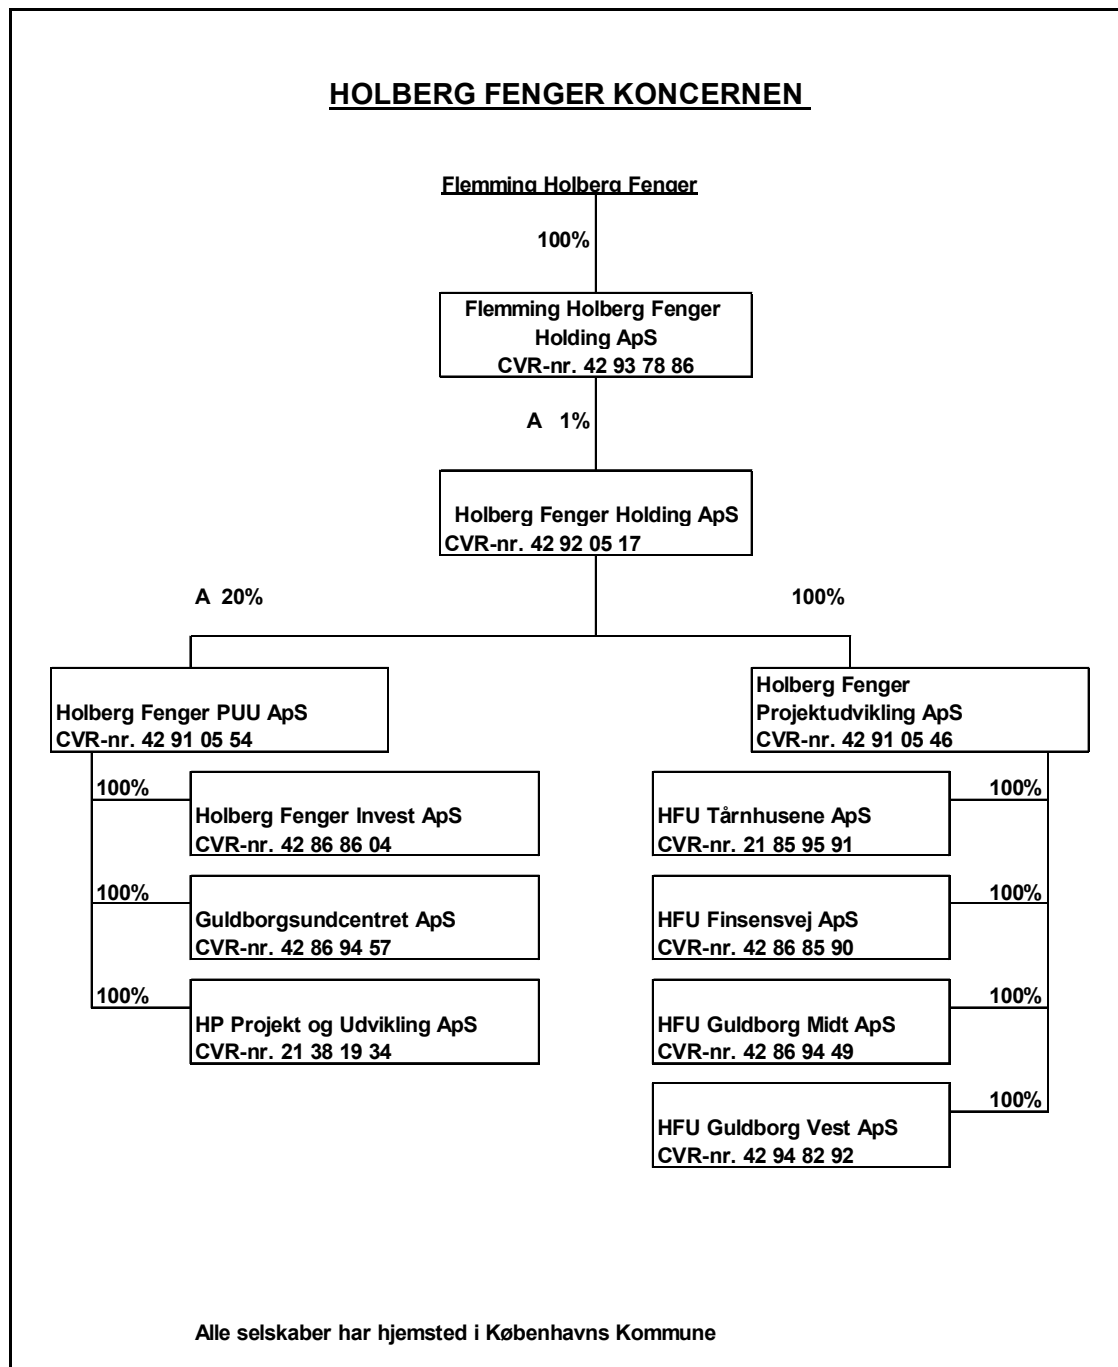 HOLBERG FENGER KONCERNEN
Flemming Holberg Fenger
100%
Flemming Holberg Fenger
Holding ApS
CVR-nr. 42 93 78 86
A 1%
Holberg Fenger Holding ApS
CVR-nr. 42 92 05 17
A 20%
100%
Holberg Fenger PUU ApS
CVR-nr. 42 91 05 54
Holberg Fenger
Projektudvikling ApS
CVR-nr. 42 91 05 46
100%
Holberg Fenger Invest ApS
CVR-nr. 42 86 86 04
100%
Guldborgsundcentret ApS
CVR-nr. 42 86 94 57
100%
HP Projekt og Udvikling ApS
CVR-nr. 21 38 19 34
100%
HFU Tårnhusene ApS
CVR-nr. 21 85 95 91
100%
HFU Finsensvej ApS
CVR-nr. 42 86 85 90
100%
HFU Guldborg Midt ApS
CVR-nr. 42 86 94 49
100%
HFU Guldborg Vest ApS
CVR-nr. 42 94 82 92
Alle selskaber har hjemsted i Københavns Kommune